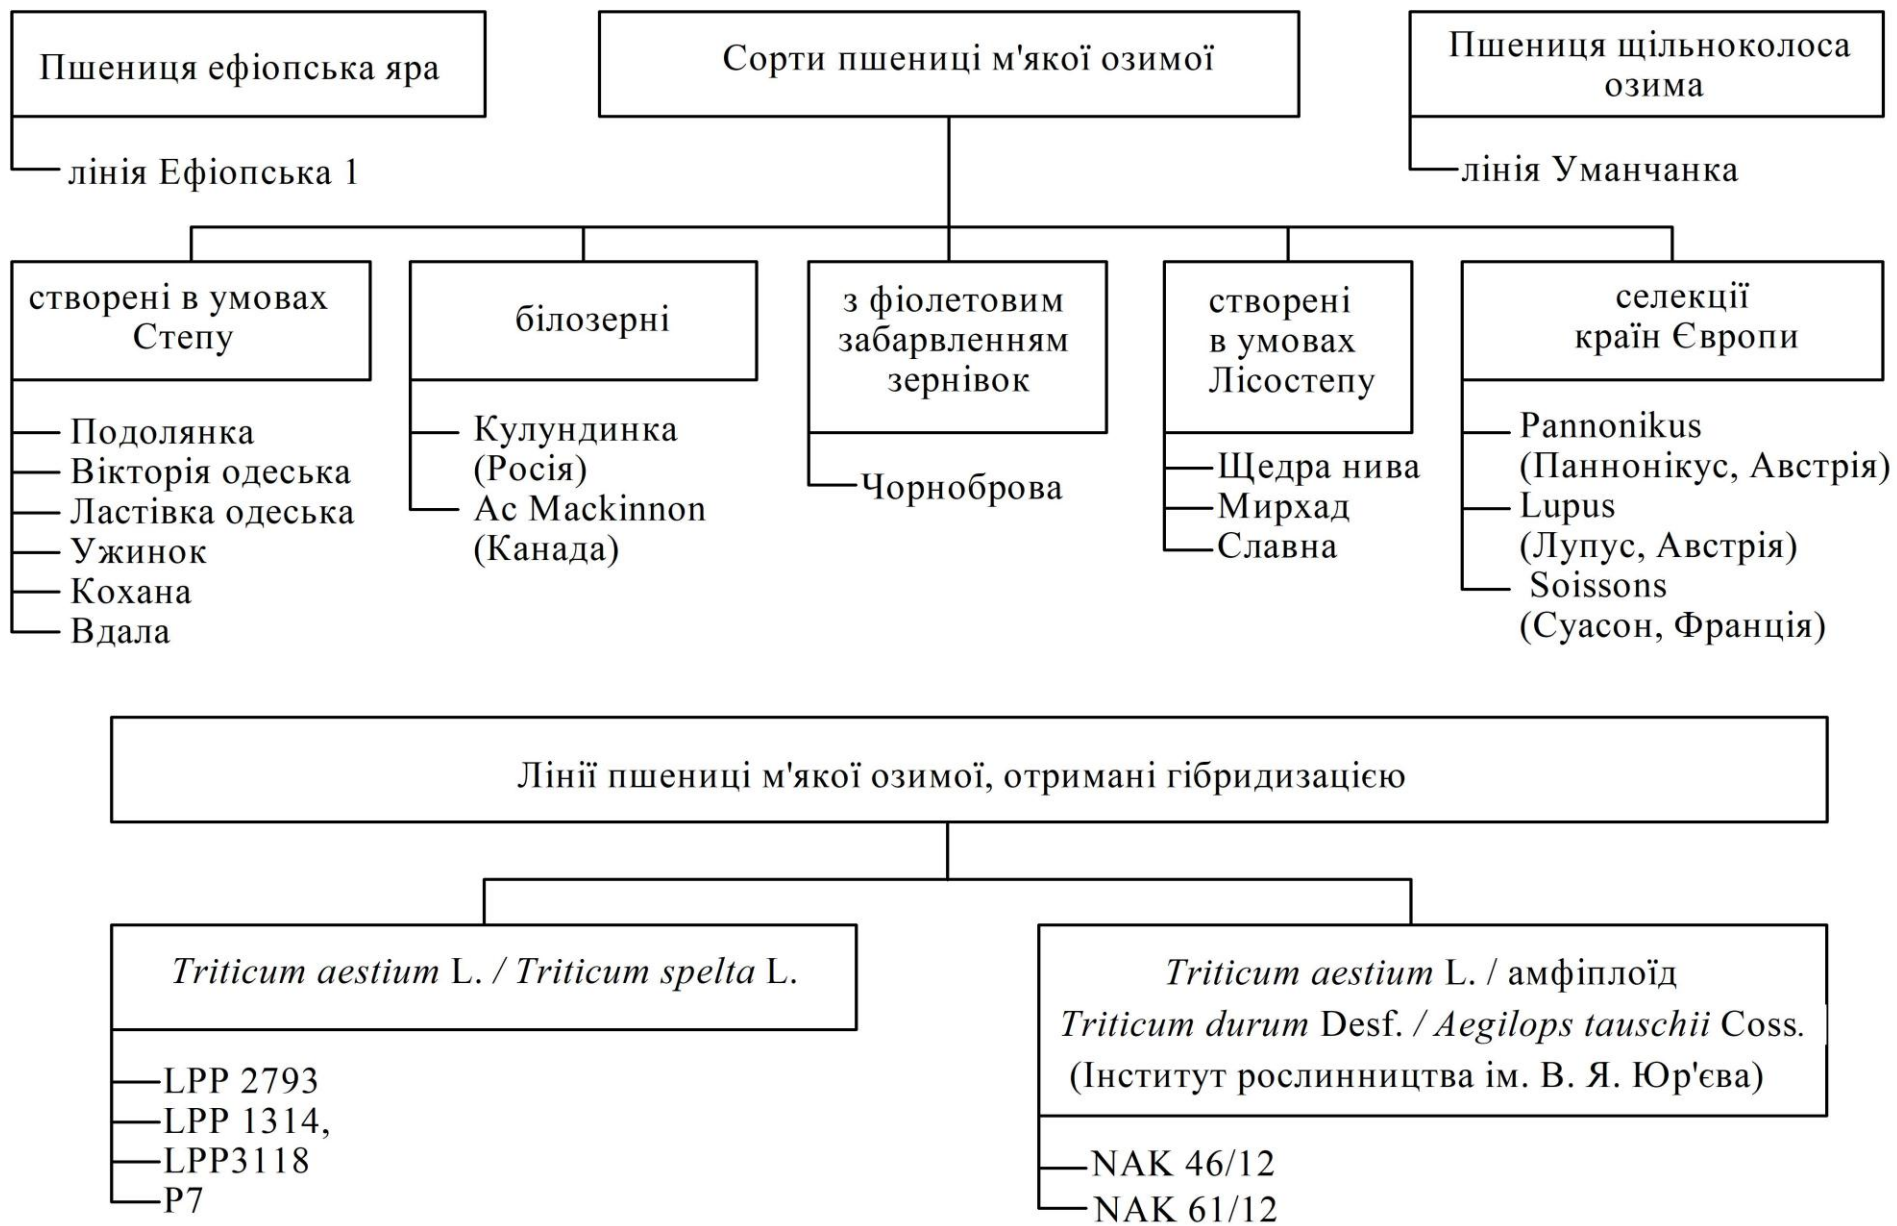 Пшениця ефіопська яра
лінія Ефіопська 1
Сорти пшениці м'якої озимої
Пшениця щільноколоса
озима
лінія Уманчанка
створені в умовах
Степу
Подолянка
Вікторія одеська
Ластівка одеська
Ужинок
Кохана
Вдала
білозерні
Кулундинка
(Росія)
Ac Mackinnon
(Канада)
з фіолетовим
забарвленням
зернівок
Чорноброва
створені
в умовах
Лісостепу
Щедра нива
Мирхад
Славна
селекції
країн Європи
Pannonikus
(Паннонікус, Австрія)
Lupus
(Лупус, Австрія)
Soissons
(Суасон, Франція)
Лінії пшениці м'якої озимої, отримані гібридизацією
Triticum aestium L. / Triticum spelta L.
LPP 2793
LPP 1314,
LPP3118
P7
Triticum aestium L. / амфіплоїд
Triticum durum Desf. / Aegilops tauschii Coss.
(Інститут рослинництва ім. В. Я. Юр'єва)
NAK 46/12
NAK 61/12